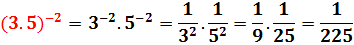 (3.5)⁻² = 3⁻².5⁻² = 1/3² . 1/5² = 1/9 . 1/25 = 1/225